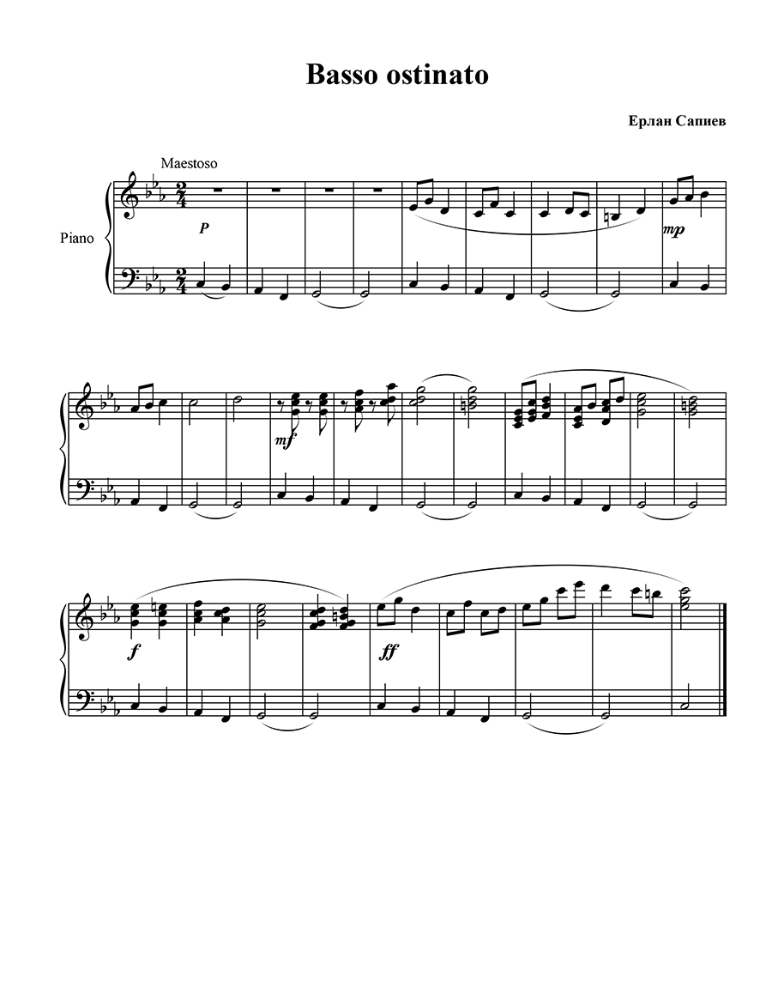 Basso ostinato
Ерлан Сапиев
Maestoso
Piano
p
mp
mf
f
ff